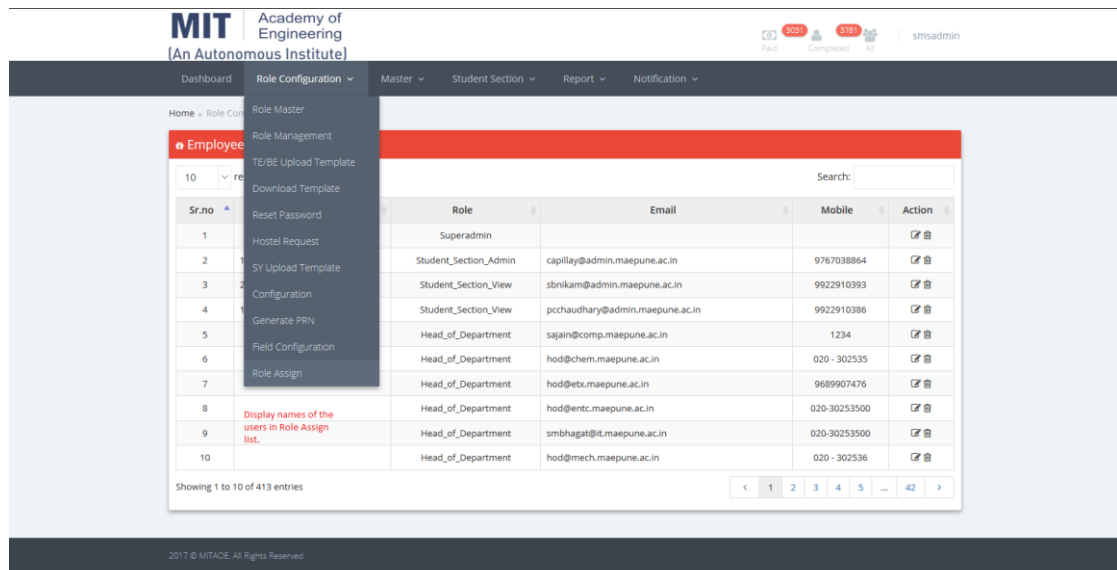 MIT
Academy of
Engineering
(An Autonomous Institute)
3031 3781 smsadmin
Paid Completed All
Dashboard Role Configuration Master Student Section Report Notification
Home Role Con
Role Master
Role Management
TE/BE Upload Template
Download Template
Reset Password
Hostel Request
SY Upload Template
Configuration
Generate PRN
Field Configuration
Role Assign
Employee
10 re Search:
Sr.no Role Email Mobile Action
1 Superadmin
2 1 Student_Section_Admin capillay@admin.maepune.ac.in 9767038864
3 2 Student_Section_View sbnikam@admin.maepune.ac.in 9922910393
4 1 Student_Section_View pcchaudhary@admin.maepune.ac.in 9922910386
5 Head_of_Department sajain@comp.maepune.ac.in 1234
6 Head_of_Department hod@chem.maepune.ac.in 020 - 302535
7 Head_of_Department hod@etx.maepune.ac.in 9689907476
8 Head_of_Department hod@entc.maepune.ac.in 020-30253500
9 Head_of_Department smbhagat@it.maepune.ac.in 020-30253500
10 Head_of_Department hod@mech.maepune.ac.in 020 - 302536
Display names of the
users in Role Assign
list.
Showing 1 to 10 of 413 entries < 1 2 3 4 5 ... 42 >
2017 © MITAOE. All Rights Reserved.